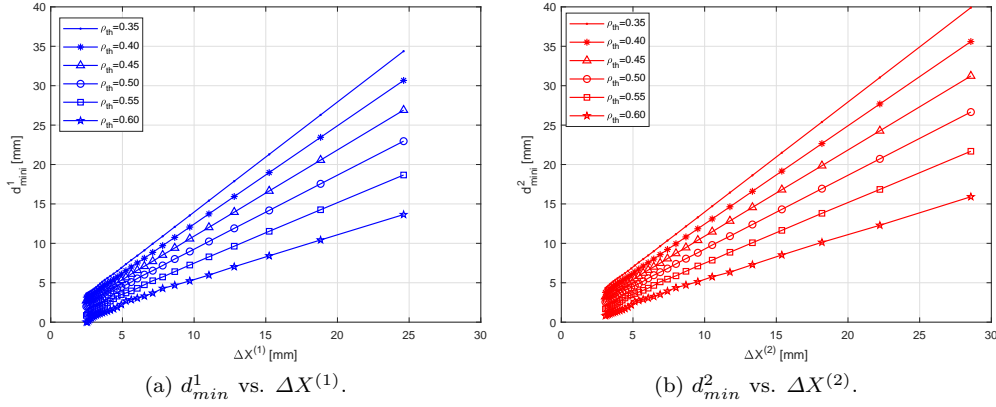 40
35
30
25
20
15
10
5
0
d¹mini [mm]
ρth=0.35
ρth=0.40
ρth=0.45
ρth=0.50
ρth=0.55
ρth=0.60
0 5 10 15 20 25 30
ΔX(1) [mm]
(a) d¹min vs. ΔX(1).
40
35
30
25
20
15
10
5
0
d²mini [mm]
ρth=0.35
ρth=0.40
ρth=0.45
ρth=0.50
ρth=0.55
ρth=0.60
0 5 10 15 20 25 30
ΔX(2) [mm]
(b) d²min vs. ΔX(2).